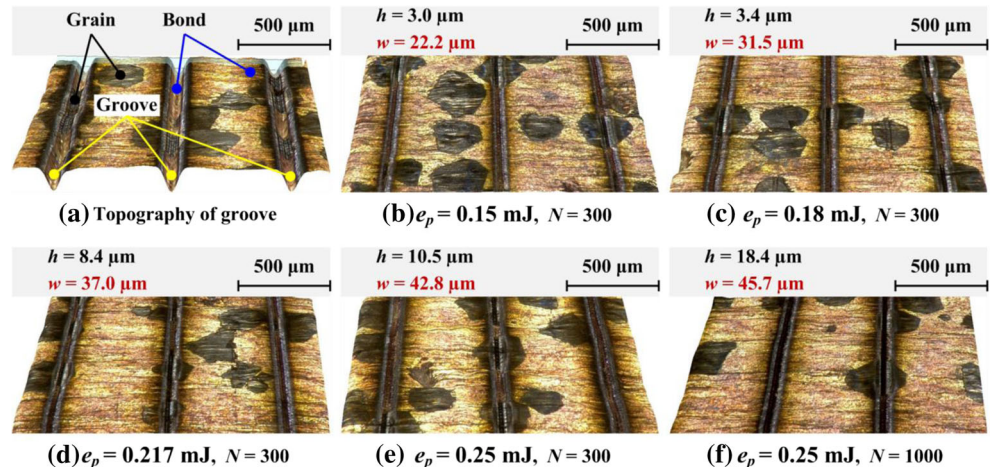 Grain Bond 500 μm
Groove
(a) Topography of groove
h = 3.0 μm
w = 22.2 μm 500 μm
(b) eₚ = 0.15 mJ, N = 300
h = 3.4 μm
w = 31.5 μm 500 μm
(c) eₚ = 0.18 mJ, N = 300
h = 8.4 μm
w = 37.0 μm 500 μm
(d) eₚ = 0.217 mJ, N = 300
h = 10.5 μm
w = 42.8 μm 500 μm
(e) eₚ = 0.25 mJ, N = 300
h = 18.4 μm
w = 45.7 μm 500 μm
(f) eₚ = 0.25 mJ, N = 1000